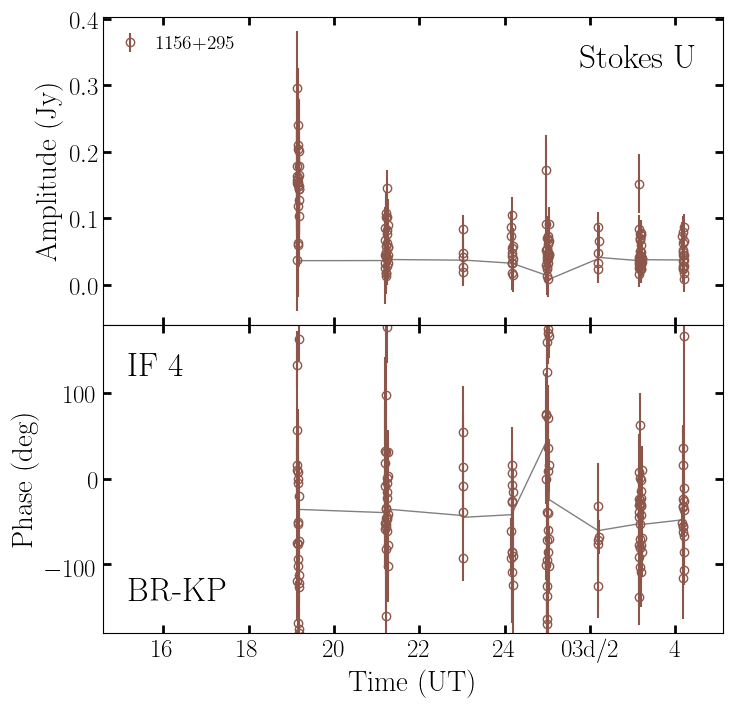 1156+295
Stokes U
Amplitude (Jy)
0.4
0.3
0.2
0.1
0.0
IF 4
BR-KP
Phase (deg)
100
0
−100
16 18 20 22 24 03d/2 4
Time (UT)